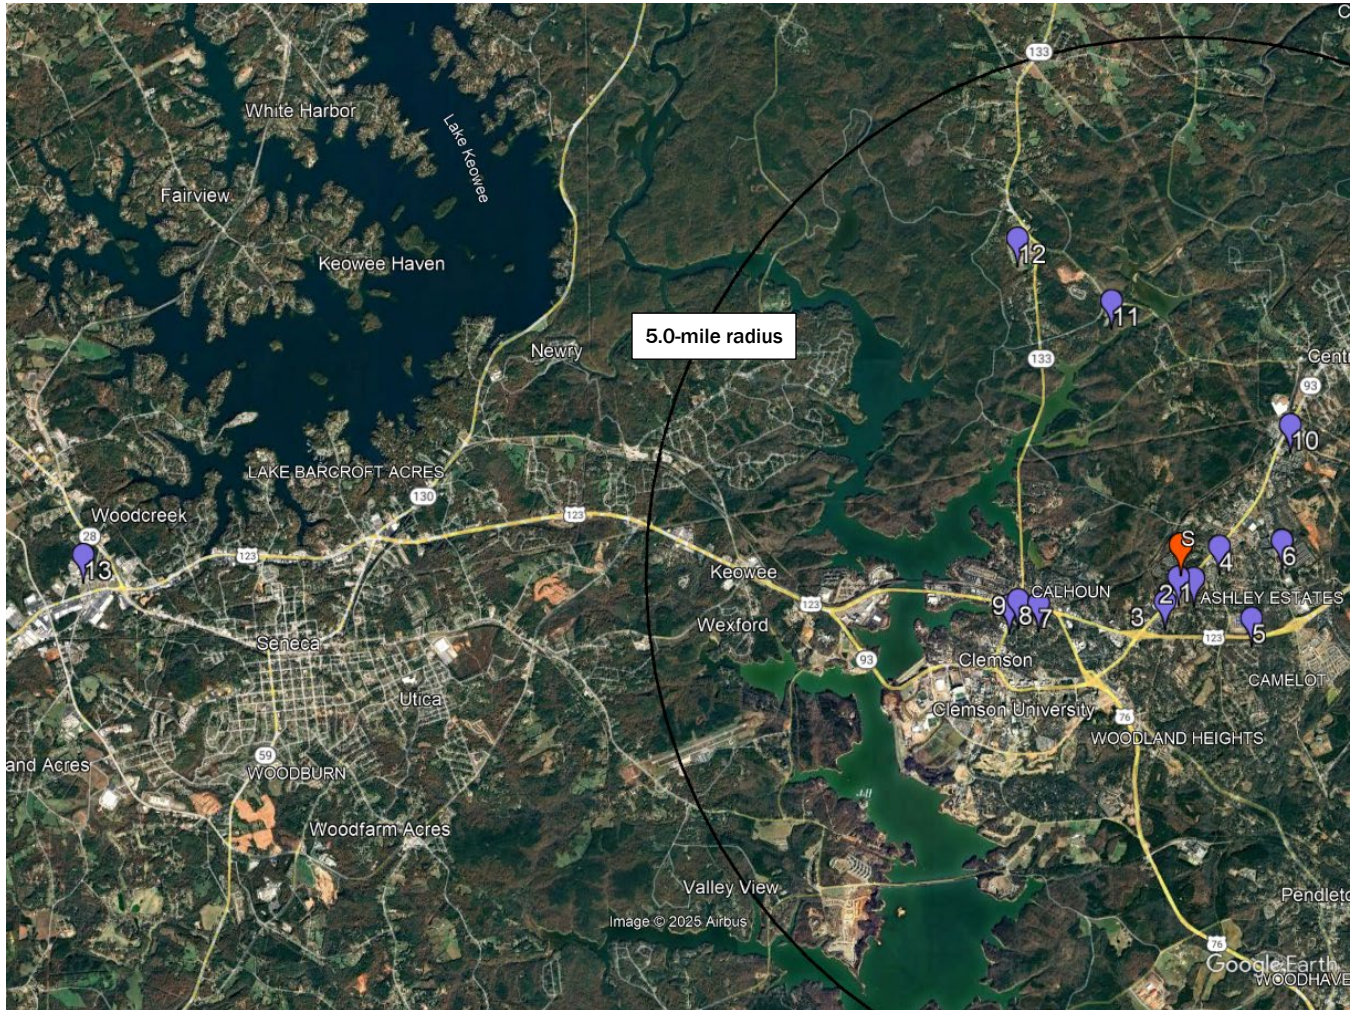 C
133
White Harbor
Lake Keowee
Fairview
12
Keowee Haven
11
5.0-mile radius
Newry
133
Centr
93
10
LAKE BARCROFT ACRES
130
Woodcreek
123
28
S
4
6
13
123
Keowee
CALHOUN
123
9
8
7
2
1
ASHLEY ESTATES
3
Wexford
123
5
Seneca
93
Clemson
CAMELOT
Utica
Clemson University
76
WOODLAND HEIGHTS
59
and Acres
WOODBURN
Woodfarm Acres
Valley View
Pendleto
Image © 2025 Airbus
76
Google Earth
WOODHAVE